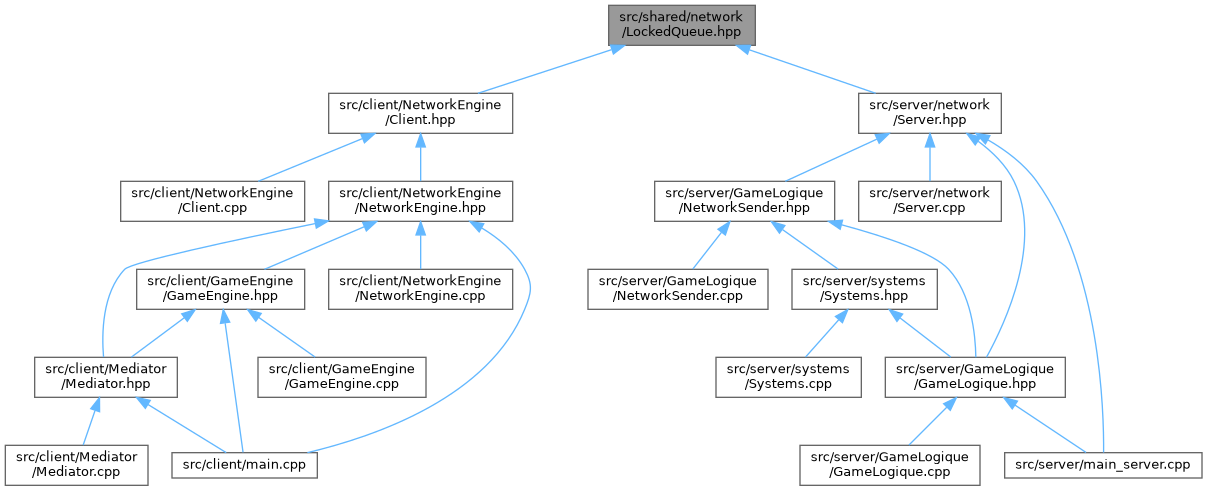 src/shared/network
/LockedQueue.hpp
src/client/NetworkEngine
/Client.hpp
src/server/network
/Server.hpp
src/client/NetworkEngine
/Client.cpp
src/client/NetworkEngine
/NetworkEngine.hpp
src/server/GameLogique
/NetworkSender.hpp
src/server/network
/Server.cpp
src/client/GameEngine
/GameEngine.hpp
src/client/NetworkEngine
/NetworkEngine.cpp
src/server/GameLogique
/NetworkSender.cpp
src/server/systems
/Systems.hpp
src/client/Mediator
/Mediator.hpp
src/client/GameEngine
/GameEngine.cpp
src/server/systems
/Systems.cpp
src/server/GameLogique
/GameLogique.hpp
src/client/Mediator
/Mediator.cpp
src/client/main.cpp
src/server/GameLogique
/GameLogique.cpp
src/server/main_server.cpp